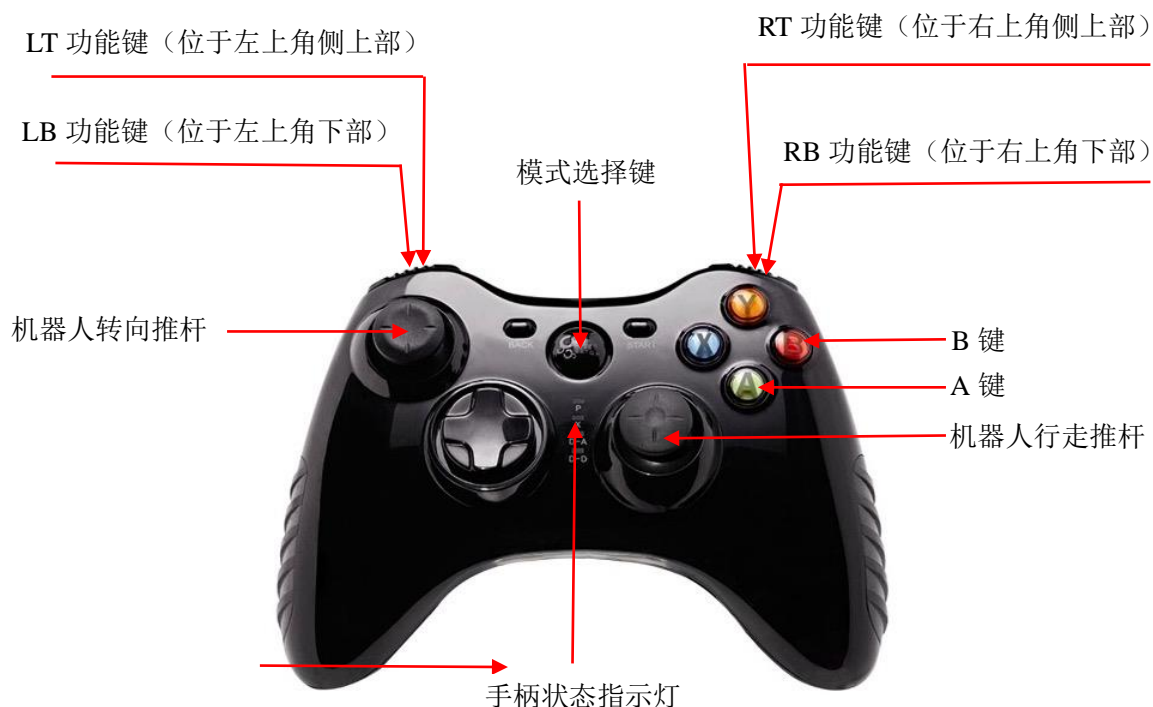 LT 功能键（位于左上角侧上部）
RT 功能键（位于右上角侧上部）
LB 功能键（位于左上角下部）
RB 功能键（位于右上角下部）
模式选择键
机器人转向推杆
BACK
START
Y
X
B
A
B 键
A 键
P
X
D-A
D-D
机器人行走推杆
手柄状态指示灯